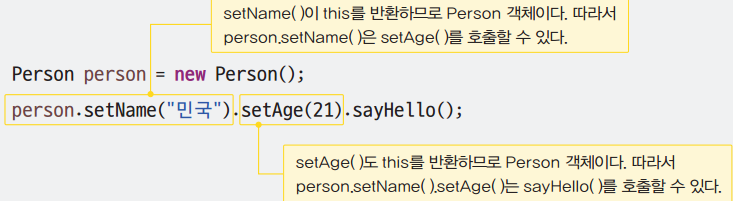 setName( )이 this를 반환하므로 Person 객체이다. 따라서
person.setName( )은 setAge( )를 호출할 수 있다.
Person person = new Person();
person.setName("민국").setAge(21).sayHello();
setAge( )도 this를 반환하므로 Person 객체이다. 따라서
person.setName( ).setAge( )는 sayHello( )를 호출할 수 있다.